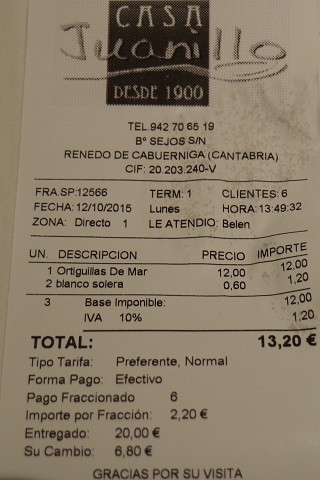 CASA
Juanillo
DESDE 1900
TEL.942 70 65 19
Bº SEJOS S/N
RENEDO DE CABUERNIGA (CANTABRIA)
CIF: 20.203.240-V
FRA.SP:12566 TERM: 1 CLIENTES: 6
FECHA: 12/10/2015 Lunes HORA: 13:49:32
ZONA: Directo 1 LE ATENDIO: Belen
UN. DESCRIPCION PRECIO IMPORTE
1 Ortiguillas De Mar 12,00 12,00
2 blanco solera 0,60 1,20
3 Base Imponible: 12,00
IVA 10% 1,20
TOTAL: 13,20 €
Tipo Tarifa: Preferente, Normal
Forma Pago: Efectivo
Pago Fraccionado 6
Importe por Fracción: 2,20 €
Entregado: 20,00 €
Su Cambio: 6,80 €
GRACIAS POR SU VISITA